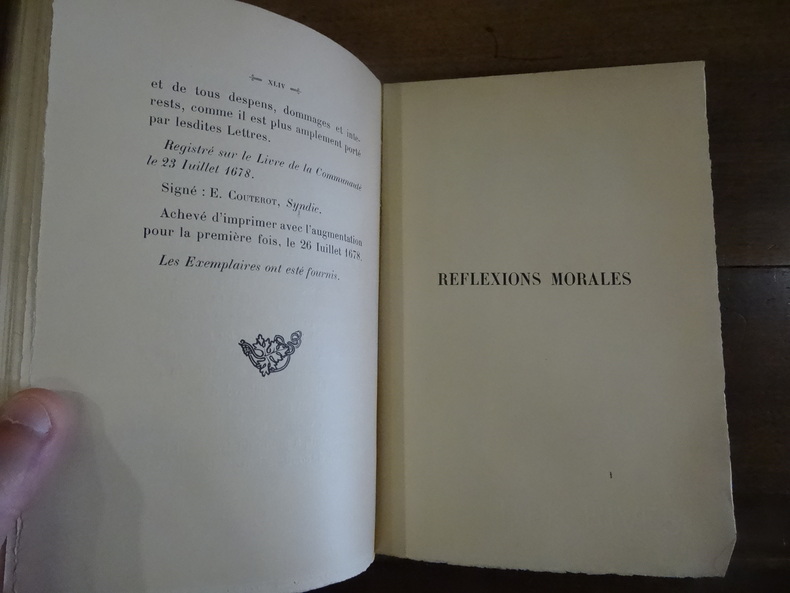 XLIV
et de tous despens, dommages et inte-
rests, comme il est plus amplement porté
par lesdites Lettres.
Registré sur le Livre de la Communauté
le 23 Iuillet 1678.
Signé : E. COUTEROT, Syndic.
Achevé d'imprimer avec l'augmentation
pour la première fois, le 26 Iuillet 1678.
Les Exemplaires ont esté fournis.
REFLEXIONS MORALES